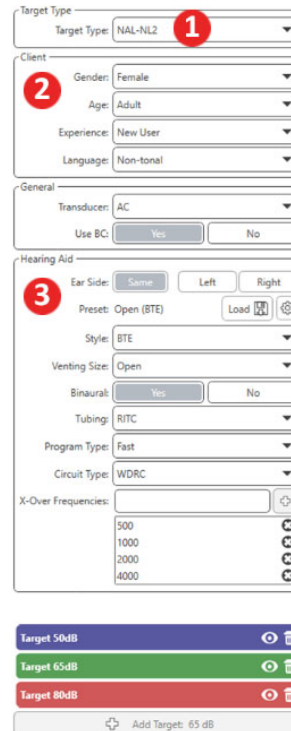 Target Type
Target Type: NAL-NL2 1
Client
2
Gender: Female
Age: Adult
Experience: New User
Language: Non-tonal
General
Transducer: AC
Use BC: Yes No
Hearing Aid
3
Ear Side: Same Left Right
Preset: Open (BTE) Load
Style: BTE
Venting Size: Open
Binaural: Yes No
Tubing: RITC
Program Type: Fast
Circuit Type: WDRC
X-Over Frequencies:
500
1000
2000
4000
Target 50dB
Target 65dB
Target 80dB
Add Target: 65 dB